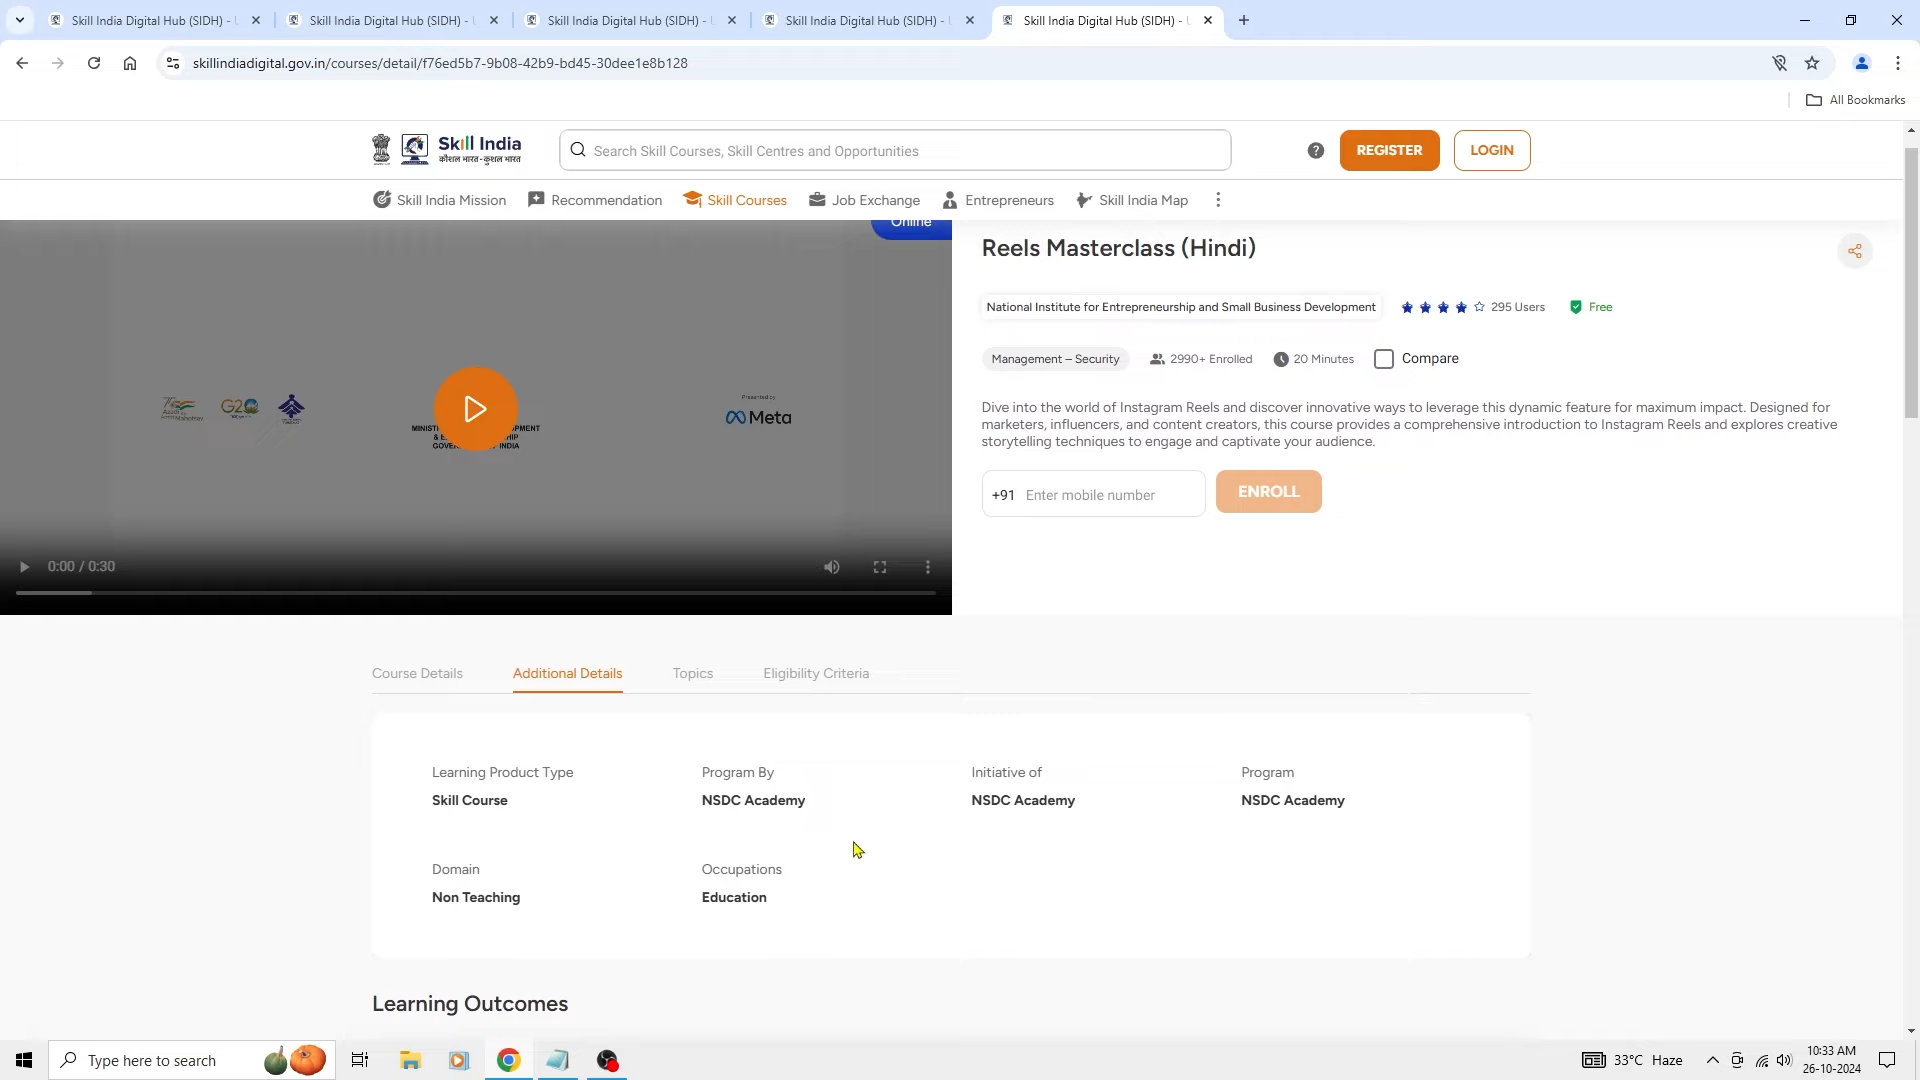 Skill India Digital Hub (SIDH) -
Skill India Digital Hub (SIDH) -
Skill India Digital Hub (SIDH) -
Skill India Digital Hub (SIDH) -
Skill India Digital Hub (SIDH) -
skillindiadigital.gov.in/courses/detail/f76ed5b7-9b08-42b9-bd45-30dee1e8b128
All Bookmarks
Skill India
कौशल भारत - कुशल भारत
Search Skill Courses, Skill Centres and Opportunities
REGISTER
LOGIN
Skill India Mission
Recommendation
Skill Courses
Job Exchange
Entrepreneurs
Skill India Map
Online
Reels Masterclass (Hindi)
National Institute for Entrepreneurship and Small Business Development
295 Users
Free
Management – Security
2990+ Enrolled
20 Minutes
Compare
Dive into the world of Instagram Reels and discover innovative ways to leverage this dynamic feature for maximum impact. Designed for
marketers, influencers, and content creators, this course provides a comprehensive introduction to Instagram Reels and explores creative
storytelling techniques to engage and captivate your audience.
+91 Enter mobile number
ENROLL
G20
Presented by
Meta
0:00 / 0:30
Course Details
Additional Details
Topics
Eligibility Criteria
Learning Product Type
Skill Course
Program By
NSDC Academy
Initiative of
NSDC Academy
Program
NSDC Academy
Domain
Non Teaching
Occupations
Education
Learning Outcomes
Type here to search
33°C Haze
10:33 AM
26-10-2024